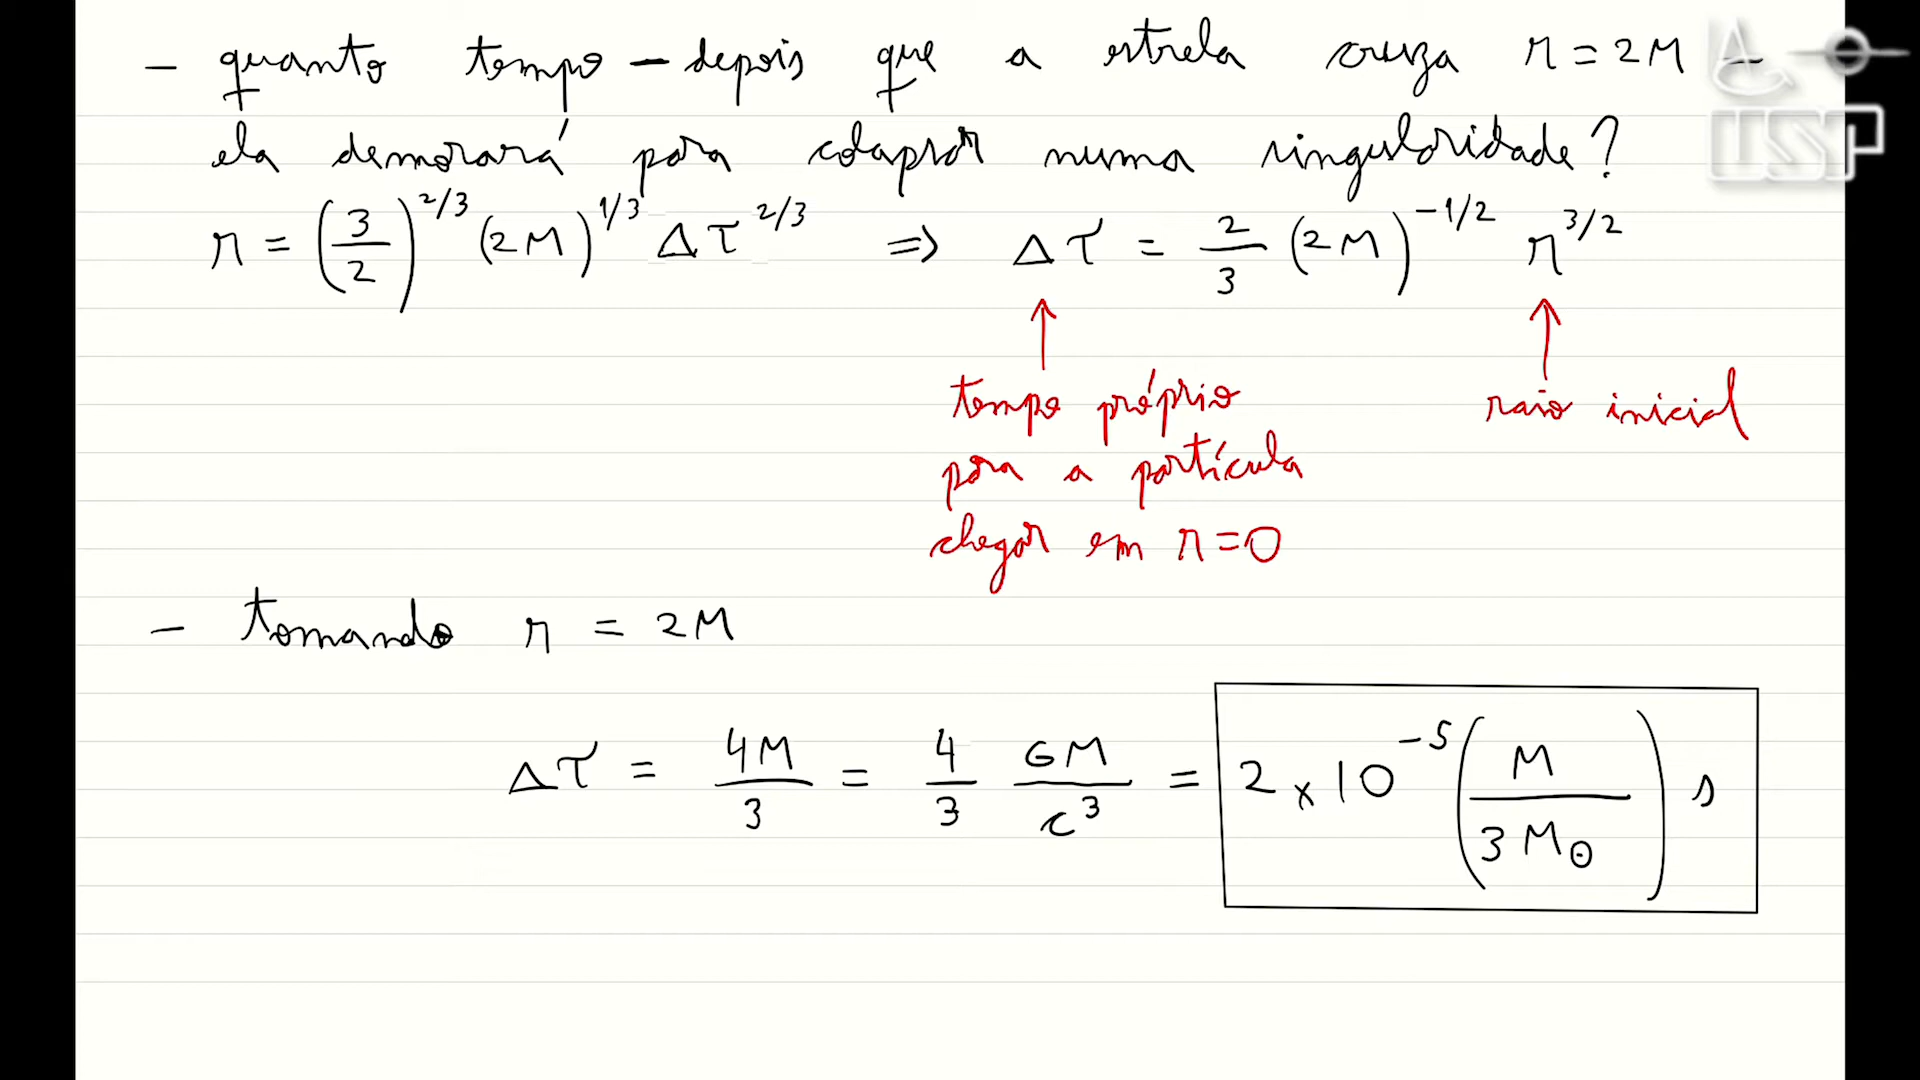 - quanto tempo - depois que a estrela cruza r = 2M -
ela demorará para colapsar numa singularidade?
r = (3/2)^{2/3} (2M)^{1/3} Δτ^{2/3} ⇒ Δτ = 2/3 (2M)^{-1/2} r^{3/2}
↑ ↑
tempo próprio raio inicial
para a partícula
chegar em r=0
- tomando r = 2M
Δτ = 4M/3 = 4/3 GM/c³ = 2×10^{-5} (M/3M⊙) s
USP